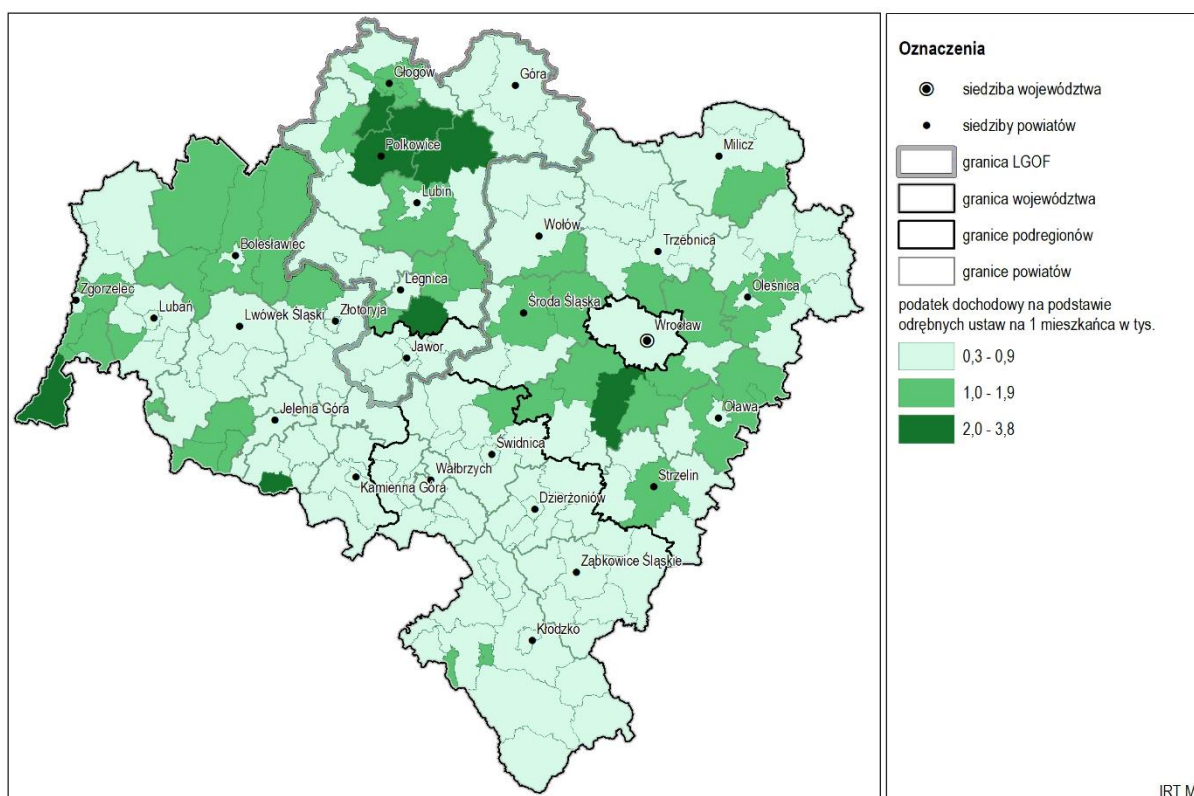 Głogów
Góra
Polkowice
Milicz
Lubin
Wołów
Trzebnica
Bolesławiec
Legnica
Oleśnica
Zgorzelec
Środa Śląska
Lubań
Lwówek Śląski
Złotoryja
Wrocław
Jawor
Jelenia Góra
Oława
Świdnica
Wałbrzych
Kamienna Góra
Strzelin
Dzierżoniów
Ząbkowice Śląskie
Kłodzko
Oznaczenia
siedziba województwa
siedziby powiatów
granica LGOF
granica województwa
granice podregionów
granice powiatów
podatek dochodowy na podstawie
odrębnych ustaw na 1 mieszkańca w tys.
0,3 - 0,9
1,0 - 1,9
2,0 - 3,8
IRT M